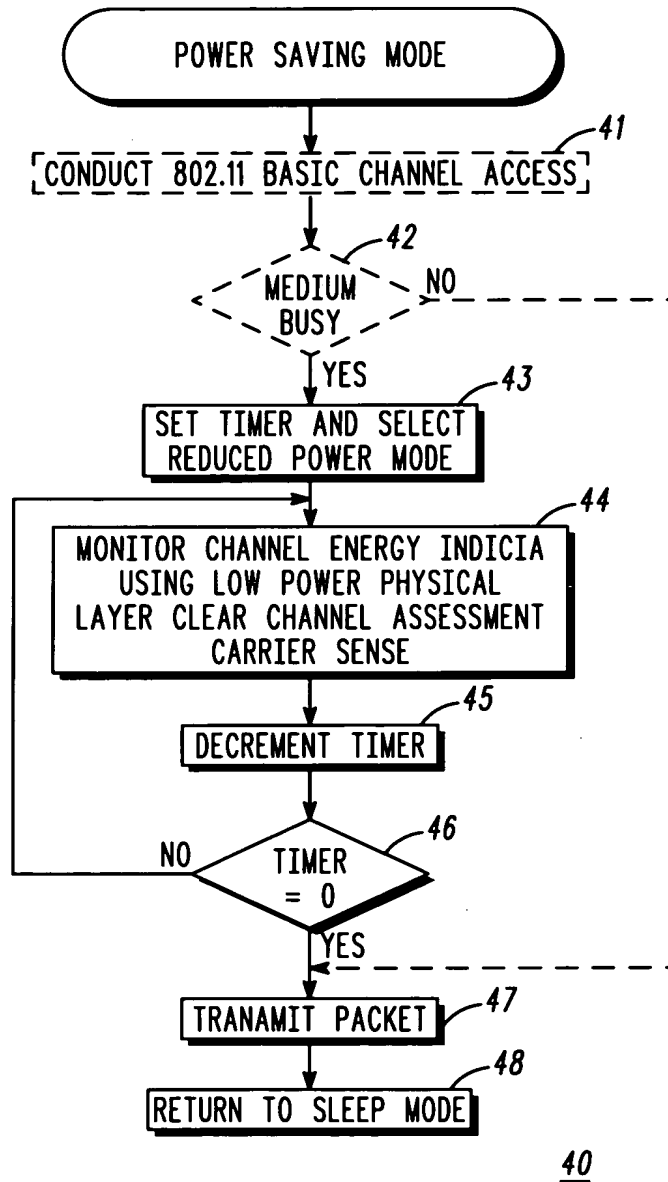 POWER SAVING MODE
41
CONDUCT 802.11 BASIC CHANNEL ACCESS
42
MEDIUM
BUSY
NO
YES
43
SET TIMER AND SELECT
REDUCED POWER MODE
44
MONITOR CHANNEL ENERGY INDICIA
USING LOW POWER PHYSICAL
LAYER CLEAR CHANNEL ASSESSMENT
CARRIER SENSE
45
DECREMENT TIMER
46
NO
TIMER
= 0
YES
47
TRANAMIT PACKET
48
RETURN TO SLEEP MODE
40